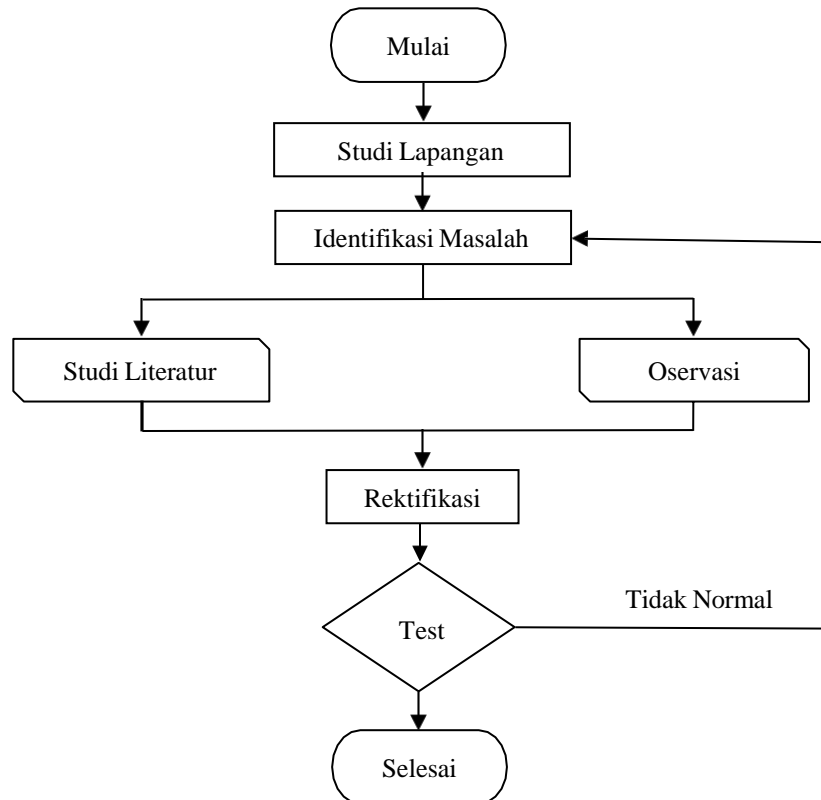 Mulai
Studi Lapangan
Identifikasi Masalah
Studi Literatur
Oservasi
Rektifikasi
Tidak Normal
Test
Selesai